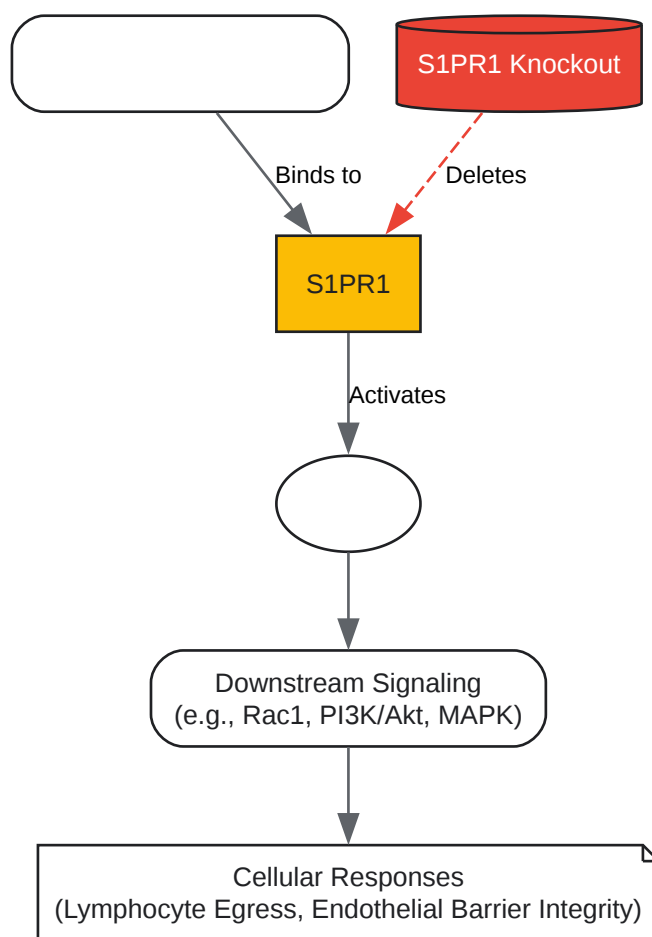 S1PR1 Knockout
Binds to
Deletes
S1PR1
Activates
Downstream Signaling
(e.g., Rac1, PI3K/Akt, MAPK)
Cellular Responses
(Lymphocyte Egress, Endothelial Barrier Integrity)